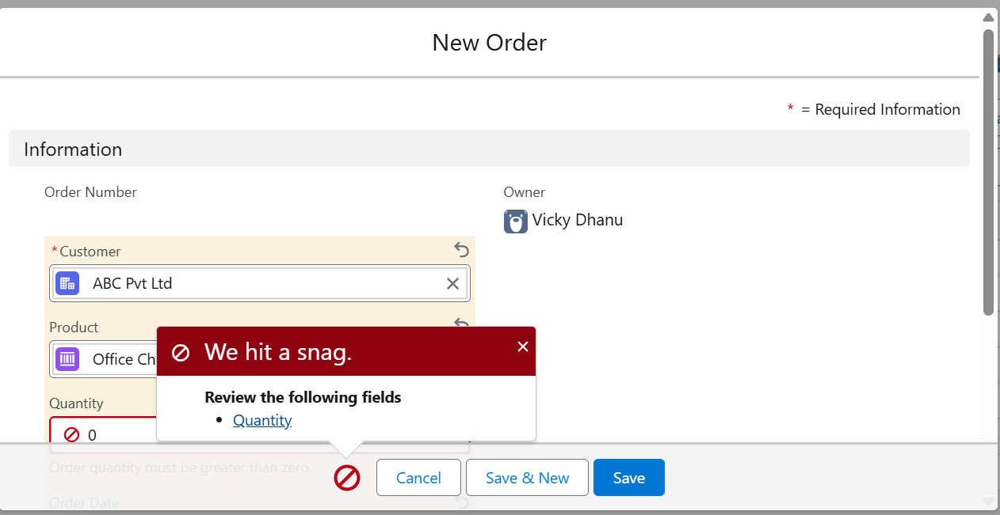 New Order
* = Required Information
Information
Order Number
Owner
Vicky Dhanu
* Customer
ABC Pvt Ltd
Product
Office Ch
We hit a snag.
Review the following fields
• Quantity
Quantity
0
Order quantity must be greater than zero.
Cancel
Save & New
Save
Order Date